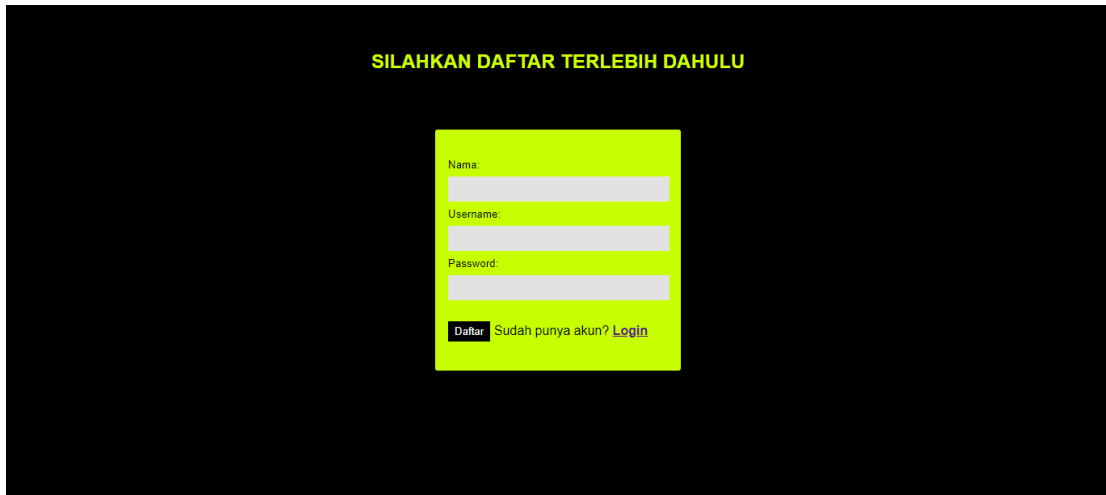 SILAHKAN DAFTAR TERLEBIH DAHULU
Nama:
Username:
Password:
Daftar Sudah punya akun? Login